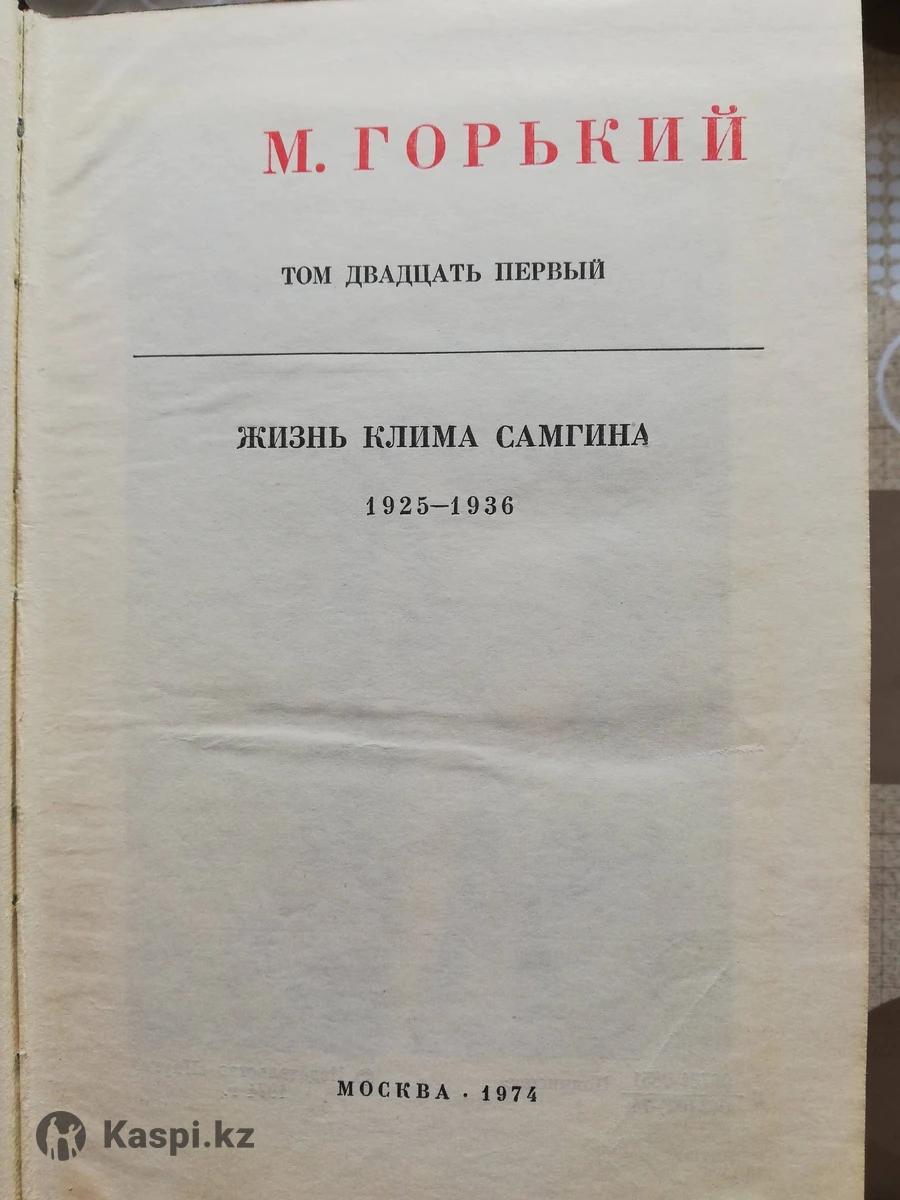 М. ГОРЬКИЙ
ТОМ ДВАДЦАТЬ ПЕРВЫЙ
ЖИЗНЬ КЛИМА САМГИНА
1925—1936
МОСКВА · 1974
Kaspi.kz